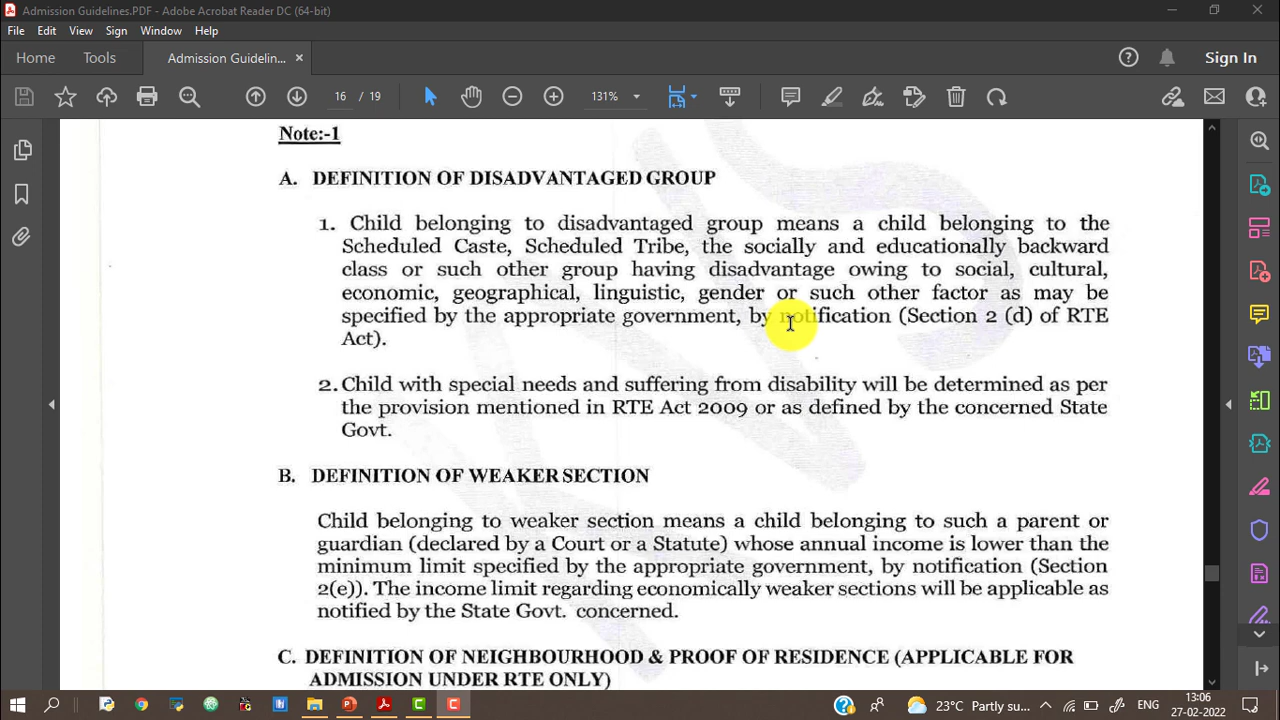 Admission Guidelines.PDF - Adobe Acrobat Reader DC (64-bit)
File Edit View Sign Window Help
Home Tools Admission Guidelin... × Sign In
16 / 19 131%
Note:-1
A. DEFINITION OF DISADVANTAGED GROUP
1. Child belonging to disadvantaged group means a child belonging to the
Scheduled Caste, Scheduled Tribe, the socially and educationally backward
class or such other group having disadvantage owing to social, cultural,
economic, geographical, linguistic, gender or such other factor as may be
specified by the appropriate government, by notification (Section 2 (d) of RTE
Act).
2. Child with special needs and suffering from disability will be determined as per
the provision mentioned in RTE Act 2009 or as defined by the concerned State
Govt.
B. DEFINITION OF WEAKER SECTION
Child belonging to weaker section means a child belonging to such a parent or
guardian (declared by a Court or a Statute) whose annual income is lower than the
minimum limit specified by the appropriate government, by notification (Section
2(e)). The income limit regarding economically weaker sections will be applicable as
notified by the State Govt. concerned.
C. DEFINITION OF NEIGHBOURHOOD & PROOF OF RESIDENCE (APPLICABLE FOR
ADMISSION UNDER RTE ONLY)
23°C Partly su... ENG 13:06
27-02-2022